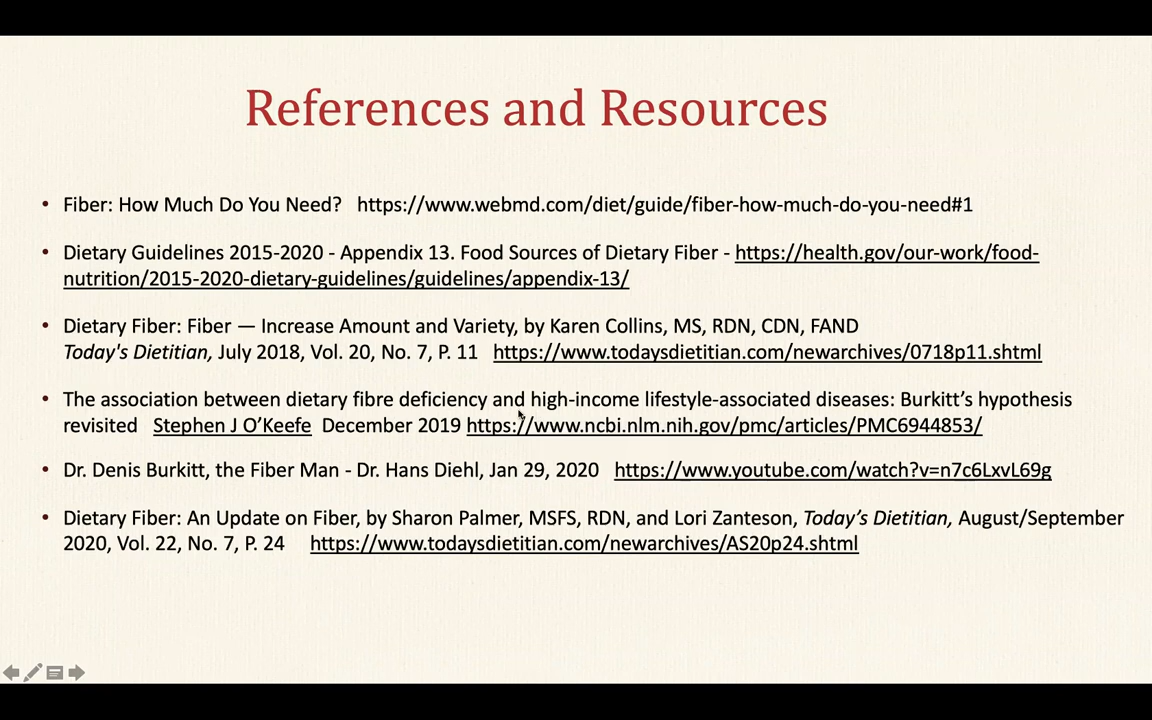 References and Resources
• Fiber: How Much Do You Need? https://www.webmd.com/diet/guide/fiber-how-much-do-you-need#1
• Dietary Guidelines 2015-2020 - Appendix 13. Food Sources of Dietary Fiber - https://health.gov/our-work/food-
nutrition/2015-2020-dietary-guidelines/guidelines/appendix-13/
• Dietary Fiber: Fiber — Increase Amount and Variety, by Karen Collins, MS, RDN, CDN, FAND
Today's Dietitian, July 2018, Vol. 20, No. 7, P. 11 https://www.todaysdietitian.com/newarchives/0718p11.shtml
• The association between dietary fibre deficiency and high-income lifestyle-associated diseases: Burkitt’s hypothesis
revisited Stephen J O’Keefe December 2019 https://www.ncbi.nlm.nih.gov/pmc/articles/PMC6944853/
• Dr. Denis Burkitt, the Fiber Man - Dr. Hans Diehl, Jan 29, 2020 https://www.youtube.com/watch?v=n7c6LxvL69g
• Dietary Fiber: An Update on Fiber, by Sharon Palmer, MSFS, RDN, and Lori Zanteson, Today’s Dietitian, August/September
2020, Vol. 22, No. 7, P. 24 https://www.todaysdietitian.com/newarchives/AS20p24.shtml